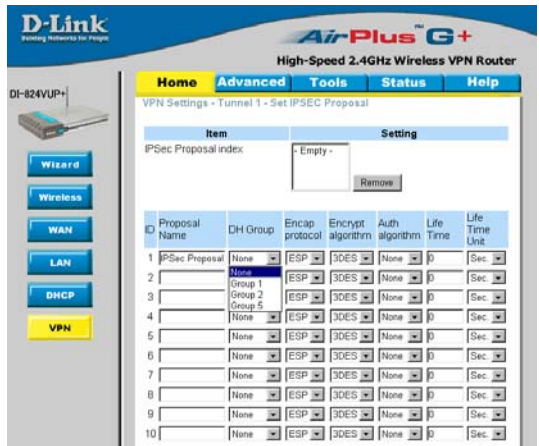 D-Link
Building Networks for People
AirPlus G+
™
High-Speed 2.4GHz Wireless VPN Router
DI-824VUP+
Home Advanced Tools Status Help
VPN Settings - Tunnel 1 - Set IPSEC Proposal
Item Setting
IPSec Proposal index - Empty -
Remove
ID Proposal Name DH Group Encap protocol Encrypt algorithm Auth algorithm Life Time Life Time Unit
1 IPSec Proposal None ESP 3DES None 0 Sec.
None
Group 1
Group 2
Group 5
2 ESP 3DES None 0 Sec.
3 ESP 3DES None 0 Sec.
4 None ESP 3DES None 0 Sec.
5 None ESP 3DES None 0 Sec.
6 None ESP 3DES None 0 Sec.
7 None ESP 3DES None 0 Sec.
8 None ESP 3DES None 0 Sec.
9 None ESP 3DES None 0 Sec.
10 None ESP 3DES None 0 Sec.
Wizard
Wireless
WAN
LAN
DHCP
VPN